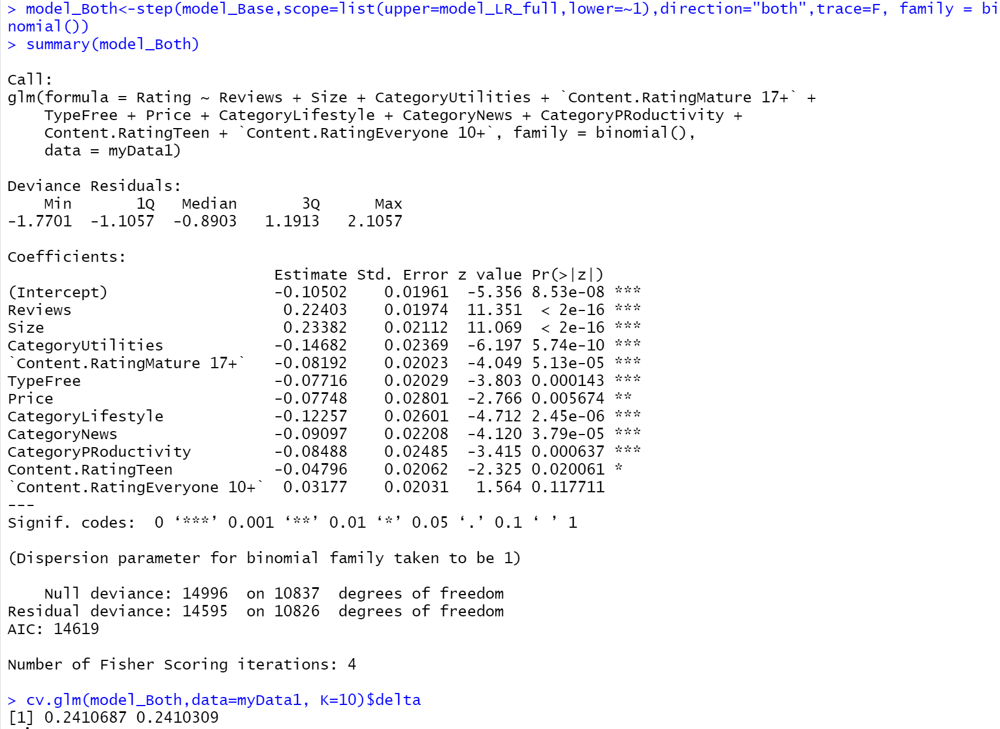 > model_Both<-step(model_Base,scope=list(upper=model_LR_full,lower=~1),direction="both",trace=F, family = bi
nomial())
> summary(model_Both)
Call:
glm(formula = Rating ~ Reviews + Size + CategoryUtilities + `Content.RatingMature 17+` +
    TypeFree + Price + CategoryLifestyle + CategoryNews + CategoryPRoductivity +
    Content.RatingTeen + `Content.RatingEveryone 10+`, family = binomial(),
    data = myData1)
Deviance Residuals:
    Min       1Q   Median       3Q      Max
-1.7701  -1.1057  -0.8903   1.1913   2.1057
Coefficients:
                             Estimate Std. Error z value Pr(>|z|)
(Intercept)                  -0.10502    0.01961  -5.356 8.53e-08 ***
Reviews                       0.22403    0.01974  11.351  < 2e-16 ***
Size                          0.23382    0.02112  11.069  < 2e-16 ***
CategoryUtilities            -0.14682    0.02369  -6.197 5.74e-10 ***
`Content.RatingMature 17+`   -0.08192    0.02023  -4.049 5.13e-05 ***
TypeFree                     -0.07716    0.02029  -3.803 0.000143 ***
Price                        -0.07748    0.02801  -2.766 0.005674 **
CategoryLifestyle            -0.12257    0.02601  -4.712 2.45e-06 ***
CategoryNews                 -0.09097    0.02208  -4.120 3.79e-05 ***
CategoryPRoductivity         -0.08488    0.02485  -3.415 0.000637 ***
Content.RatingTeen           -0.04796    0.02062  -2.325 0.020061 *
`Content.RatingEveryone 10+`  0.03177    0.02031   1.564 0.117711
---
Signif. codes:  0 ‘***’ 0.001 ‘**’ 0.01 ‘*’ 0.05 ‘.’ 0.1 ‘ ’ 1
(Dispersion parameter for binomial family taken to be 1)
    Null deviance: 14996  on 10837  degrees of freedom
Residual deviance: 14595  on 10826  degrees of freedom
AIC: 14619
Number of Fisher Scoring iterations: 4
> cv.glm(model_Both,data=myData1, K=10)$delta
[1] 0.2410687 0.2410309